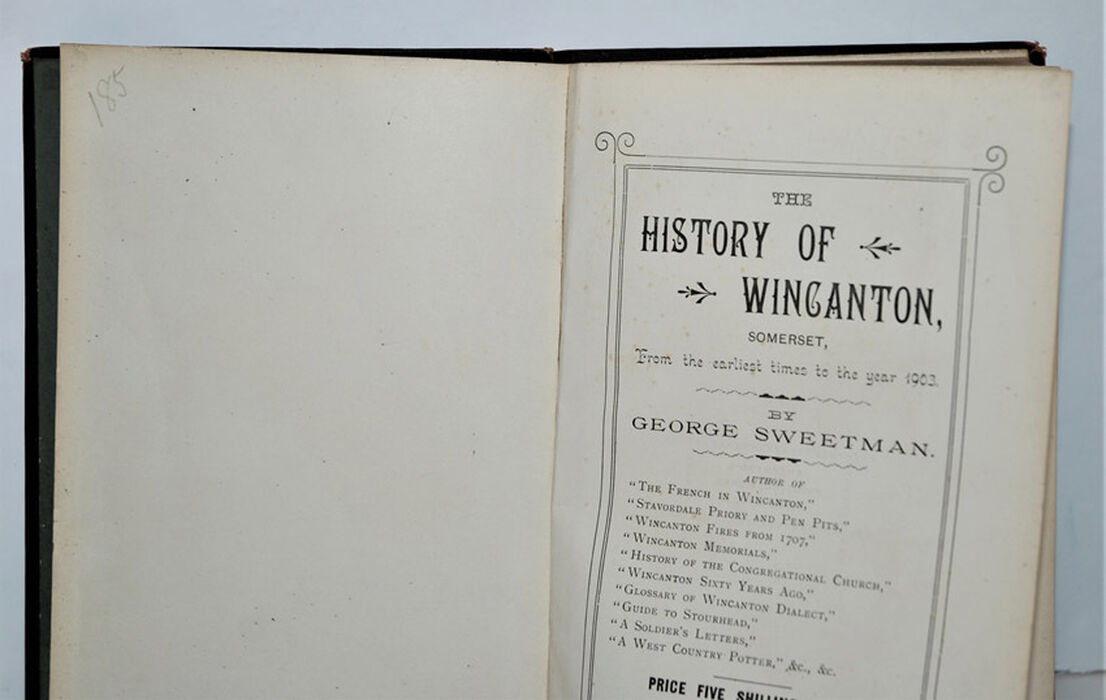 185
THE
HISTORY OF
WINCANTON,
SOMERSET,
From the earliest times to the year 1903.
BY
GEORGE SWEETMAN.
AUTHOR OF
"THE FRENCH IN WINCANTON,"
"STAVORDALE PRIORY AND PEN PITS,"
"WINCANTON FIRES FROM 1707,"
"WINCANTON MEMORIALS,"
"HISTORY OF THE CONGREGATIONAL CHURCH,"
"WINCANTON SIXTY YEARS AGO,"
"GLOSSARY OF WINCANTON DIALECT,"
"GUIDE TO STOURHEAD,"
"A SOLDIER'S LETTERS,"
"A WEST COUNTRY POTTER," &c., &c.
PRICE FIVE